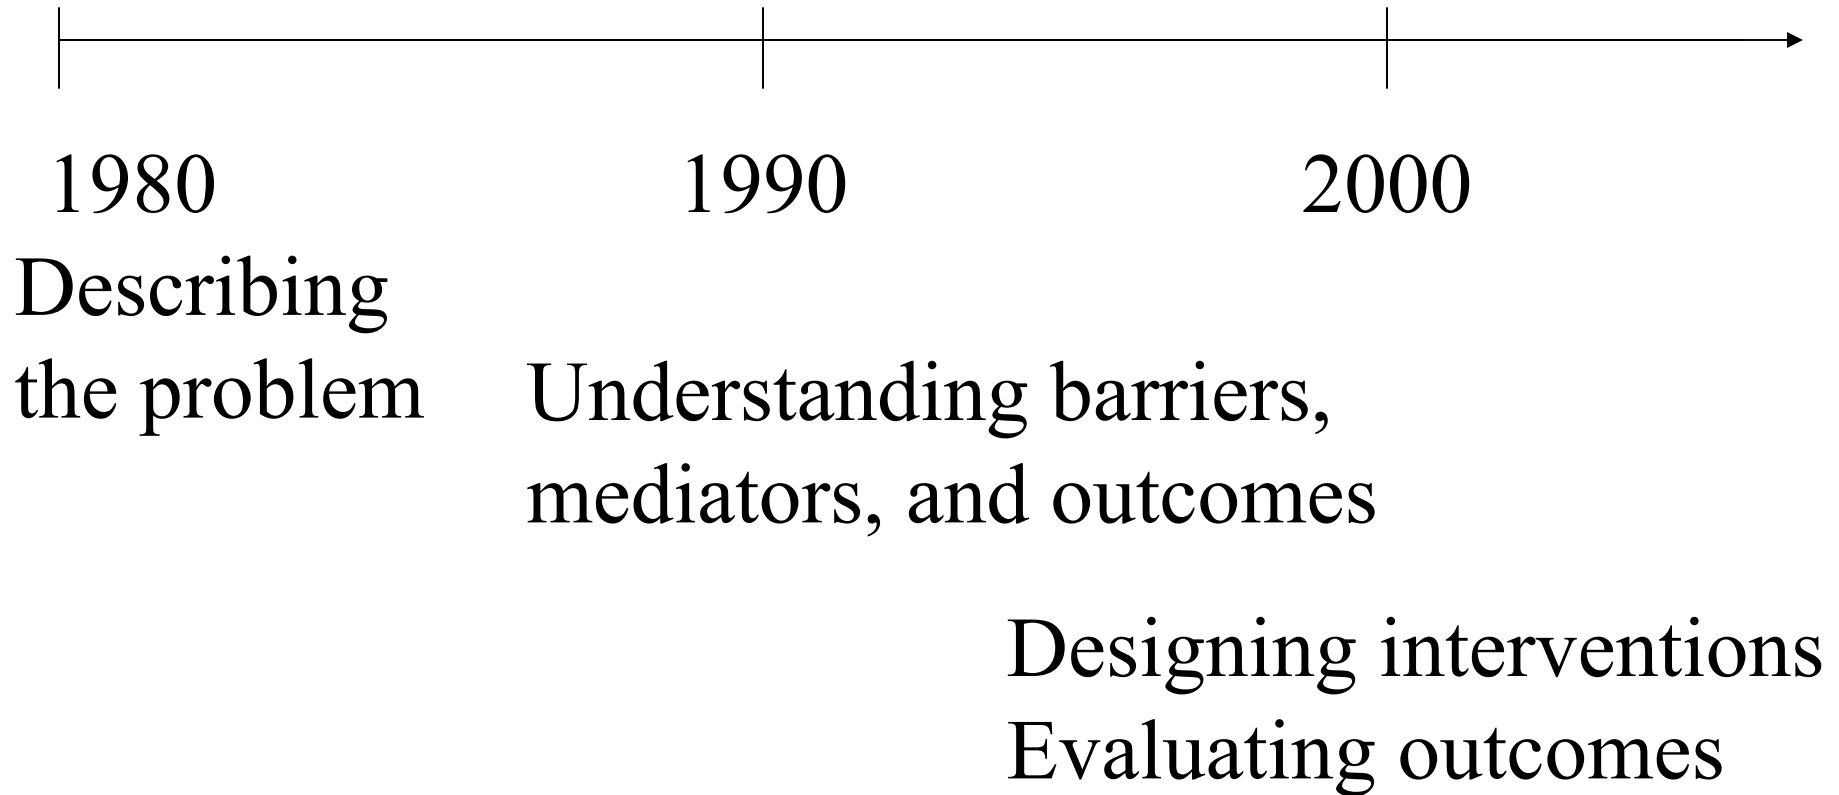 1980 1990 2000
Describing
the problem
Understanding barriers,
mediators, and outcomes
Designing interventions
Evaluating outcomes